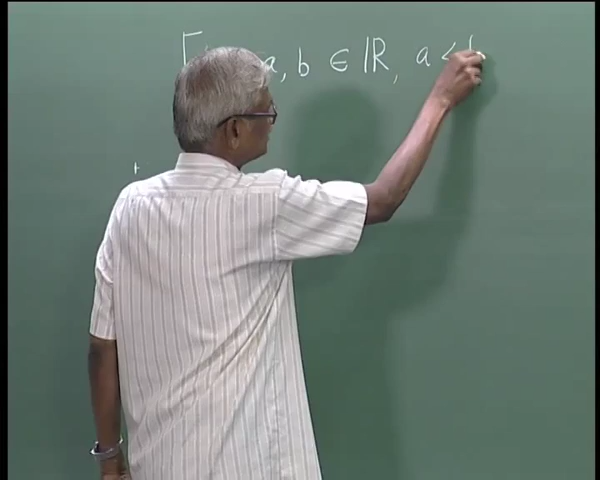 a, b ∈ ℝ, a <